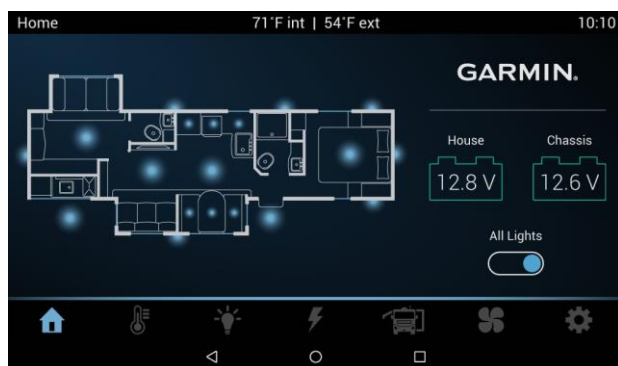 Home 71°F int | 54°F ext 10:10
GARMIN.
House Chassis
12.8 V 12.6 V
All Lights